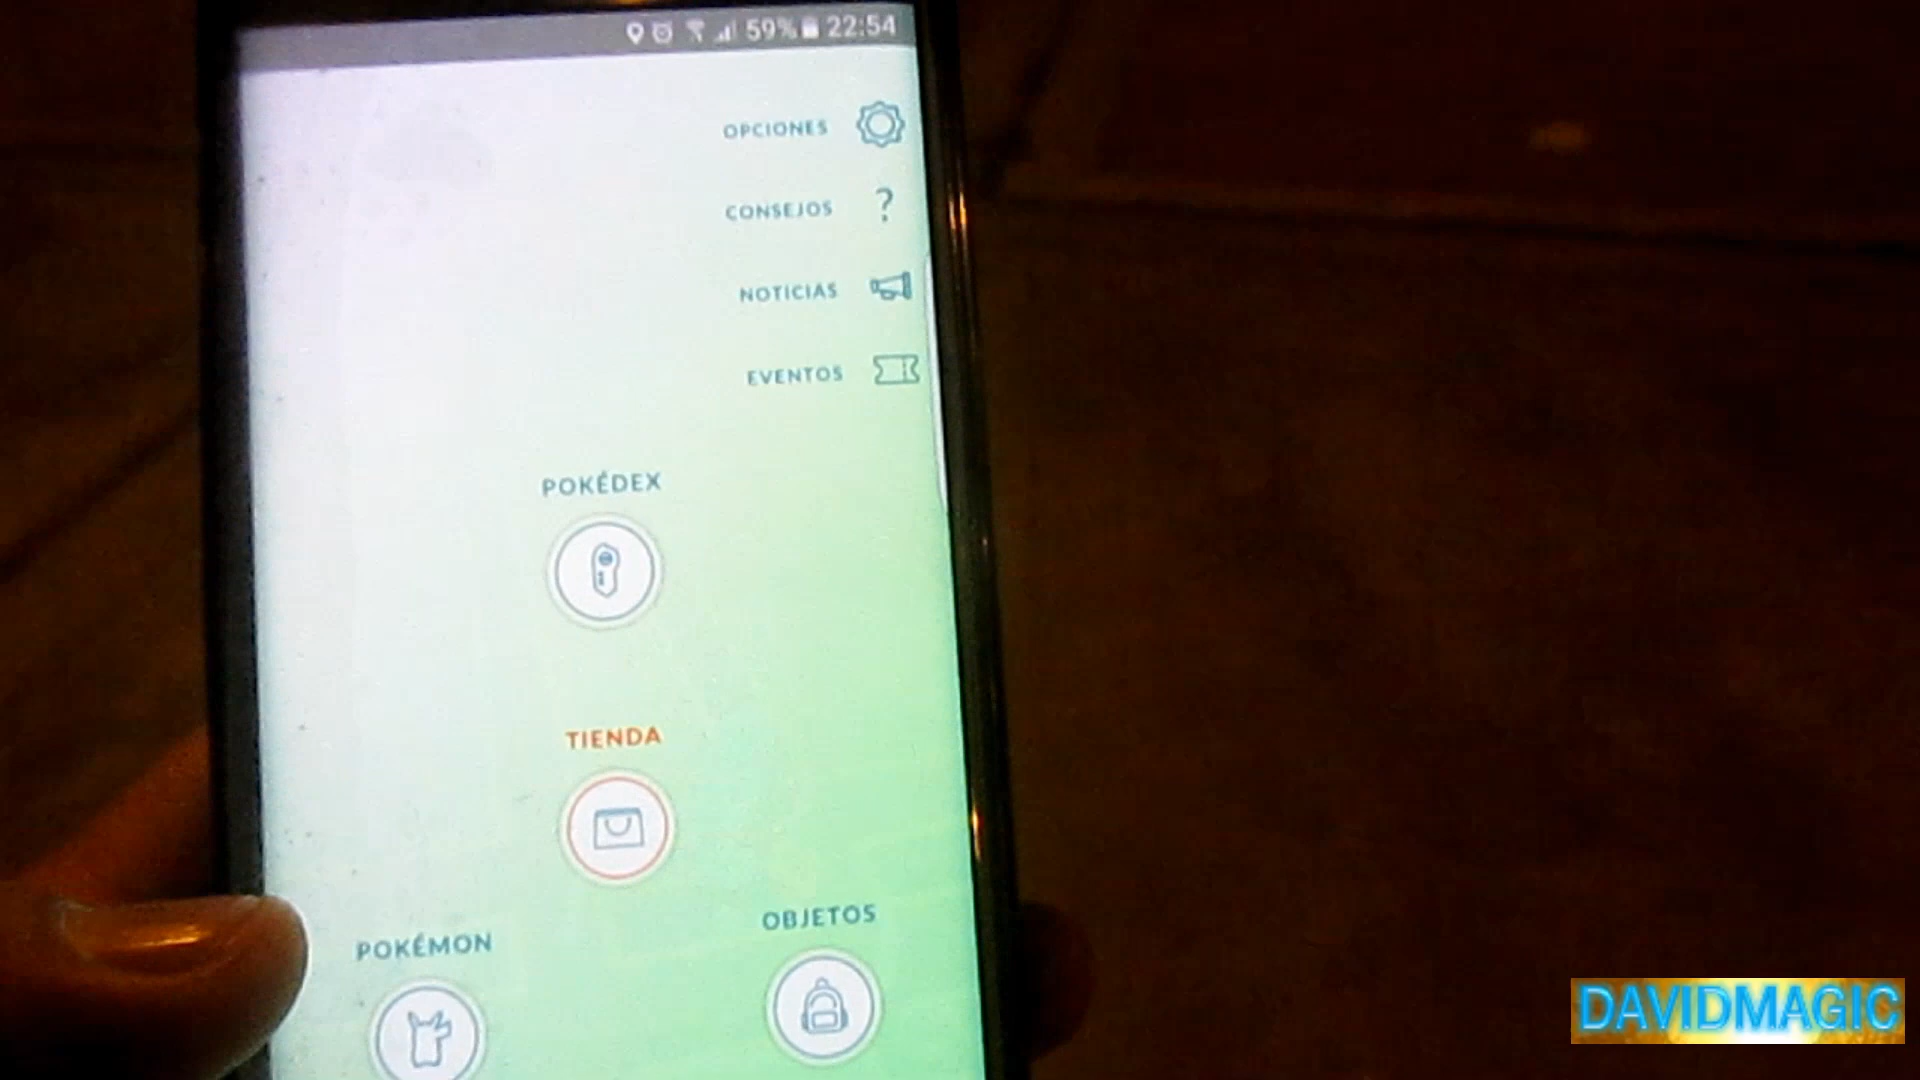 59% 22:54
OPCIONES
CONSEJOS
?
NOTICIAS
EVENTOS
POKÉDEX
TIENDA
POKÉMON
OBJETOS
DAVIDMAGIC